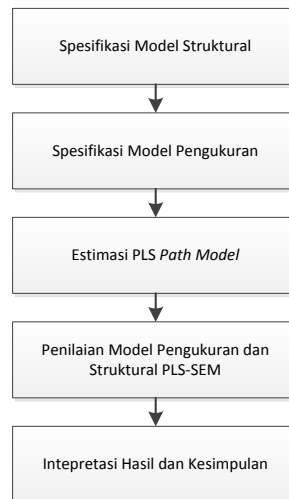 Spesifikasi Model Struktural
Spesifikasi Model Pengukuran
Estimasi PLS Path Model
Penilaian Model Pengukuran dan
Struktural PLS-SEM
Intepretasi Hasil dan Kesimpulan